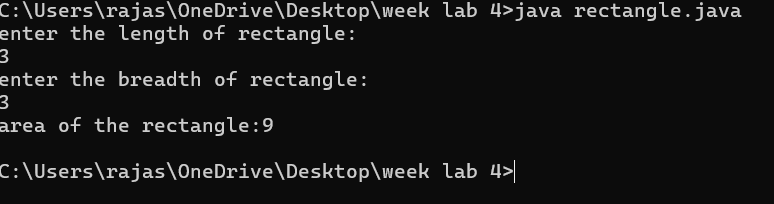 C:\Users\rajas\OneDrive\Desktop\week lab 4>java rectangle.java
enter the length of rectangle:
3
enter the breadth of rectangle:
3
area of the rectangle:9
C:\Users\rajas\OneDrive\Desktop\week lab 4>